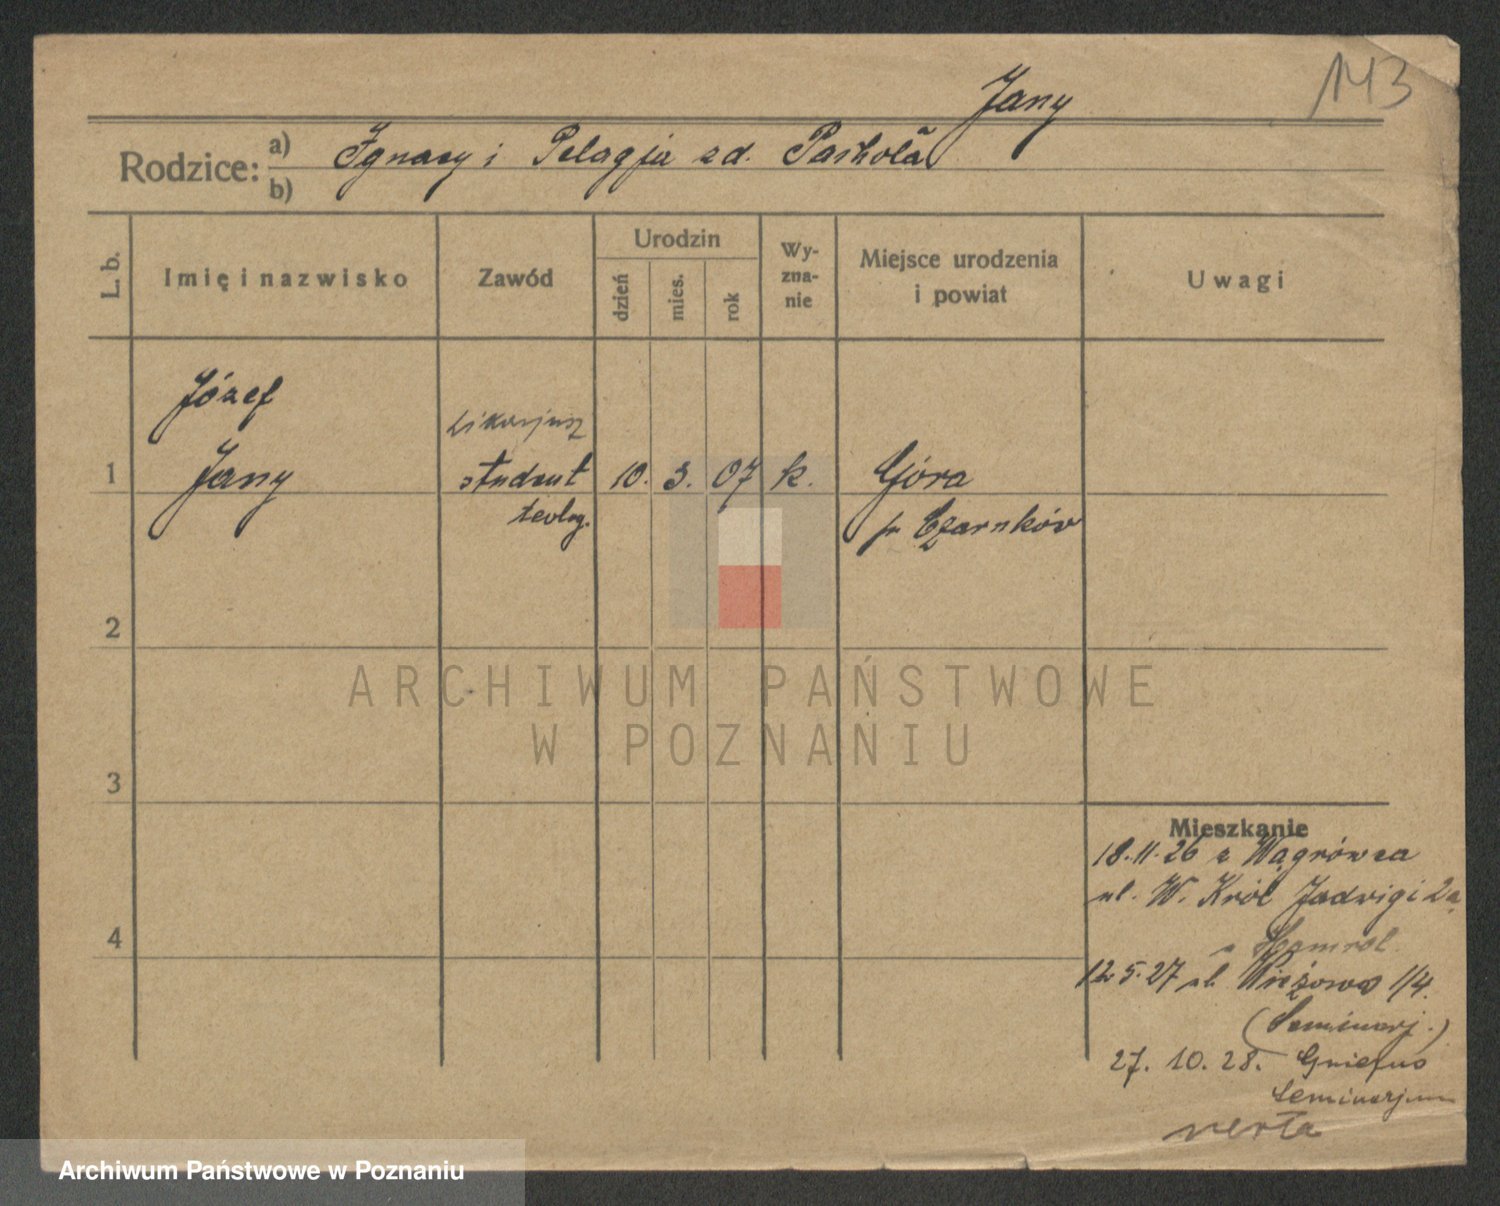 143
Jany
Rodzice: a) Ignacy i Pelagja zd.
b)
L. b.
Imię i nazwisko
Zawód
Urodzin
dzień
mies.
rok
Wy-
zna-
nie
Miejsce urodzenia
i powiat
Uwagi
Józef
wikarjusz
1 Jany student 10. 3. 07 k. Góra
teolog. p. Czarnków
2
3
4
ARCHIWUM PAŃSTWOWE
W POZNANIU
Mieszkanie
18.11.26 z Wągrówca
ul. W. Król Jadwigi 2a
u
12.5.27 ul. Wieżowa 1/4.
(Seminarj.)
27. 10. 28. Gniezno
Seminarjum
verta
Archiwum Państwowe w Poznaniu